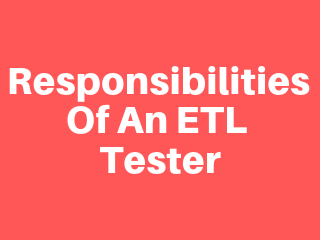 Responsibilities
Of An ETL
Tester